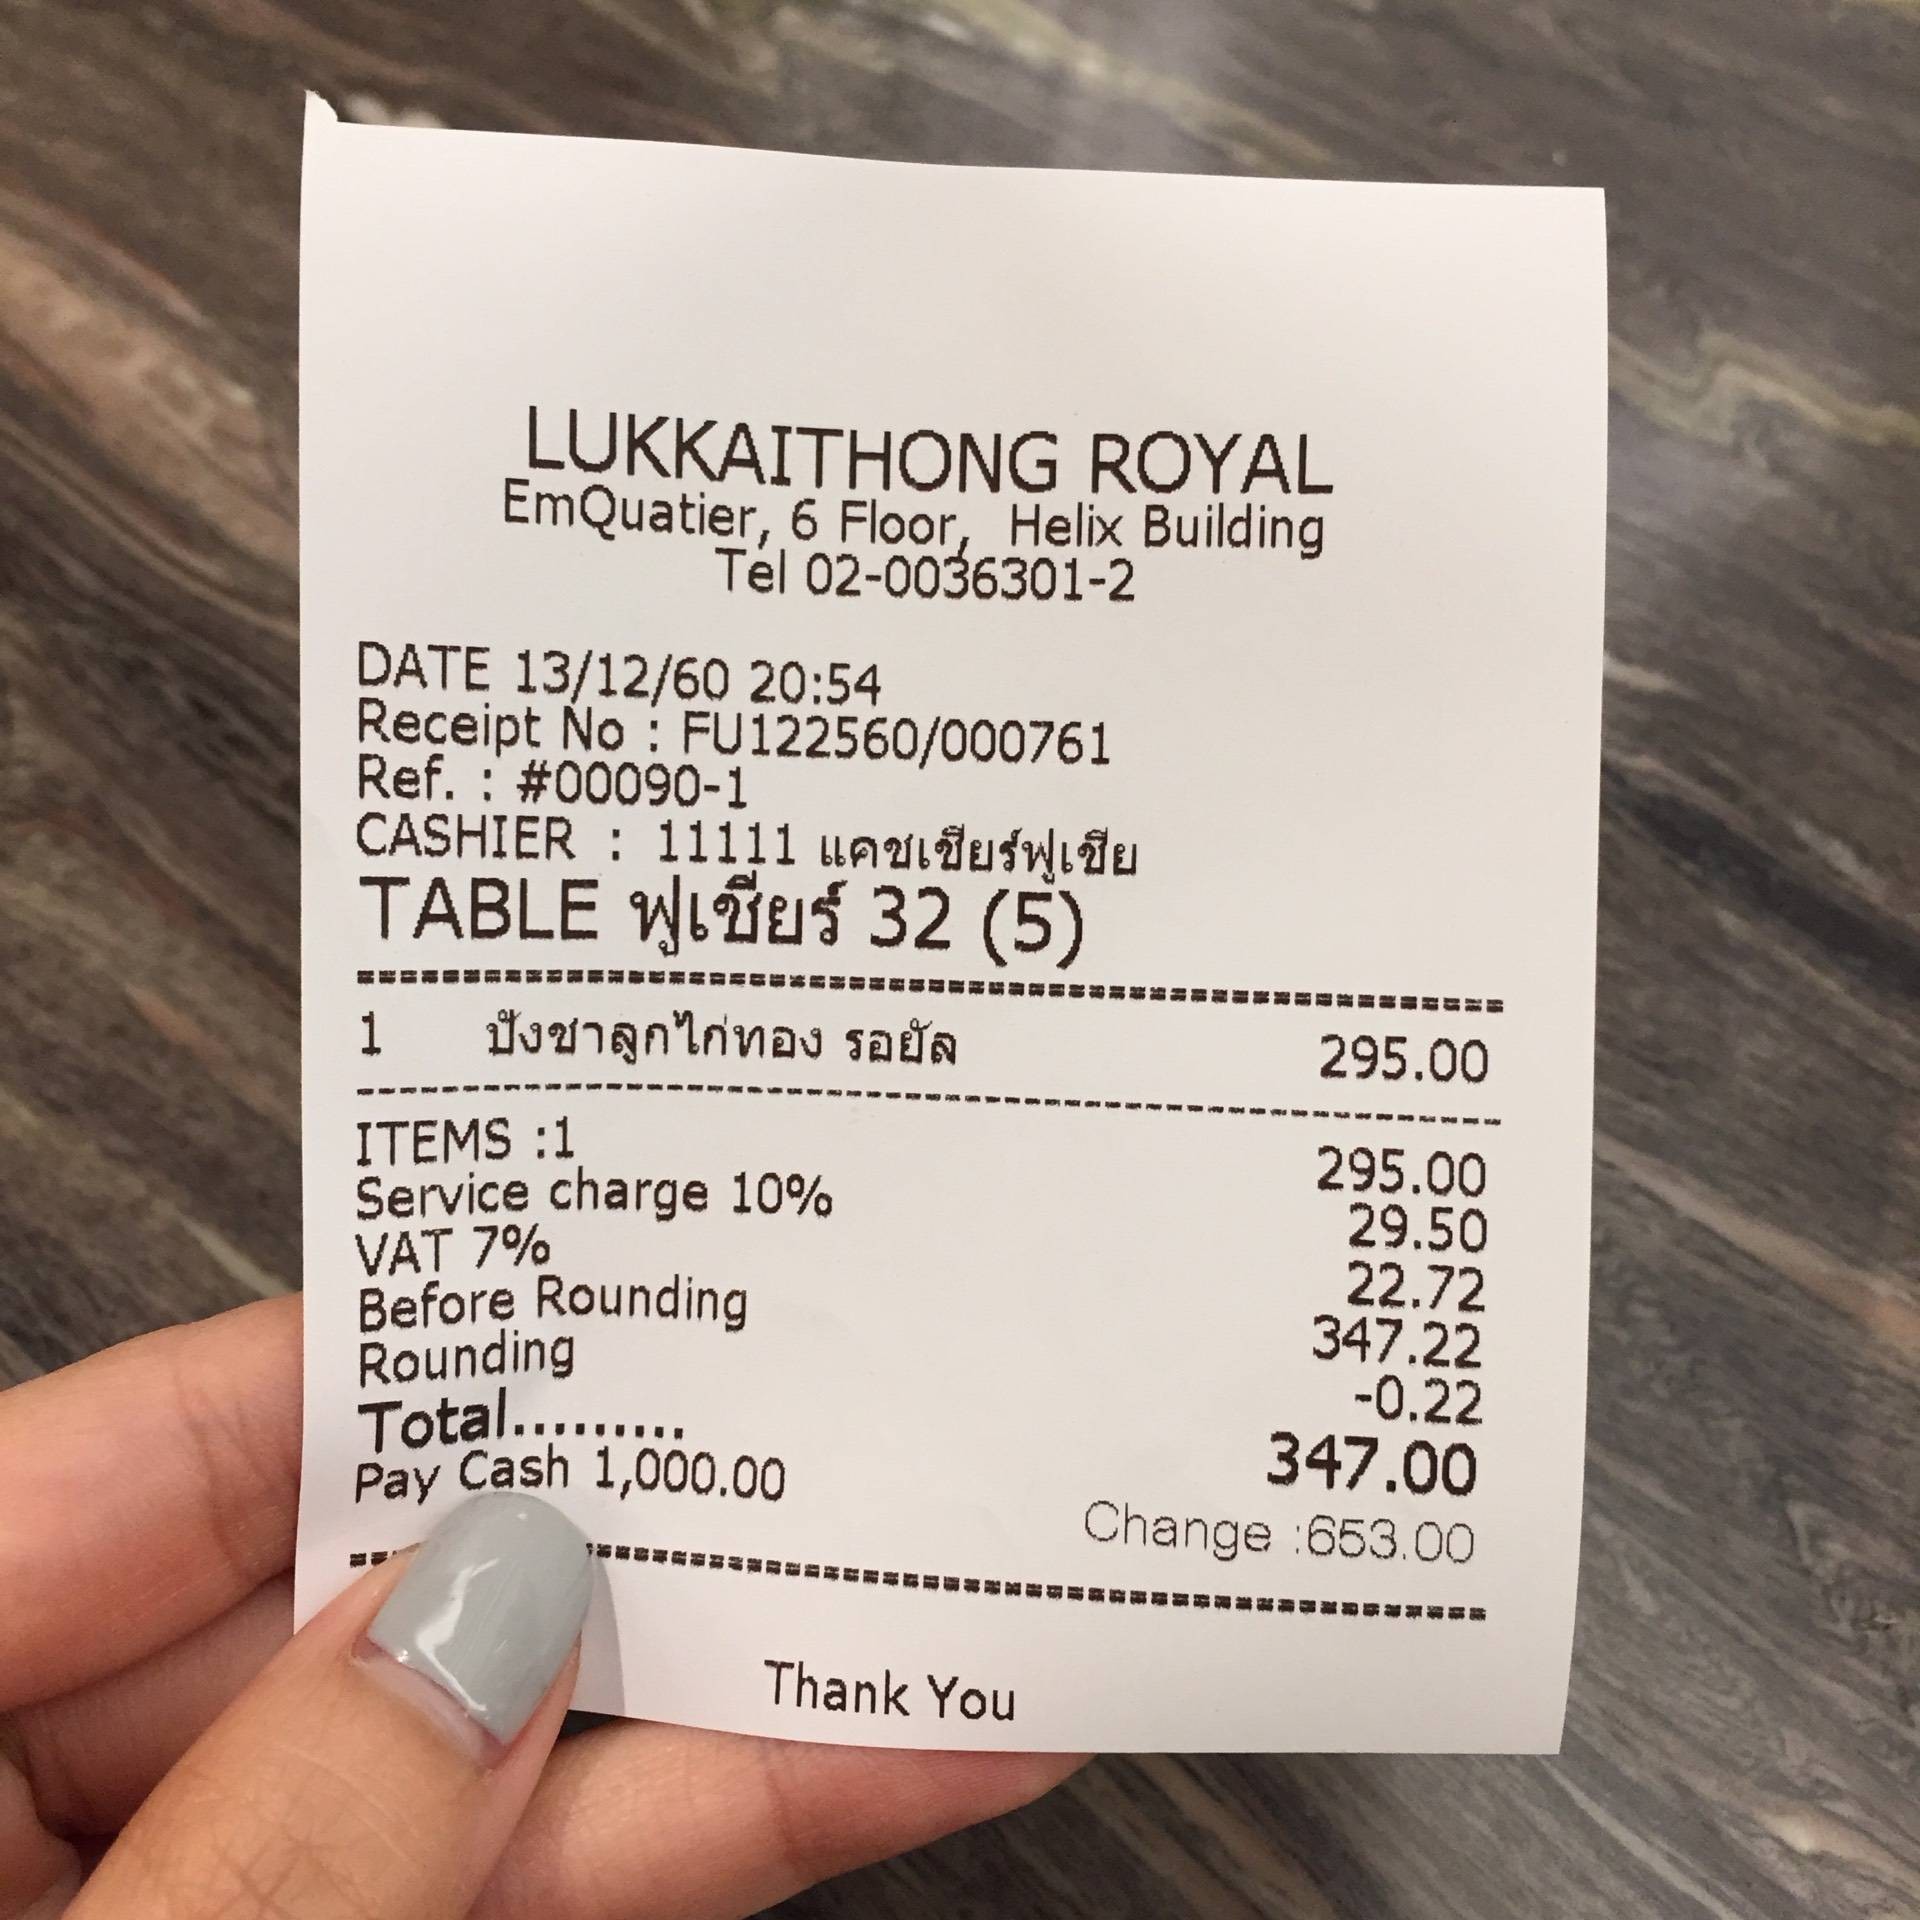 LUKKAITHONG ROYAL
EmQuatier, 6 Floor,  Helix Building
Tel 02-0036301-2
DATE 13/12/60 20:54
Receipt No : FU122560/000761
Ref. : #00090-1
CASHIER : 11111 แคชเชียร์ฟูเชีย
TABLE ฟูเชียร์ 32 (5)
1 ปังชาลูกไก่ทอง รอยัล 295.00
ITEMS :1 295.00
Service charge 10% 29.50
VAT 7% 22.72
Before Rounding 347.22
Rounding -0.22
Total......... 347.00
Pay Cash 1,000.00
Change :653.00
Thank You